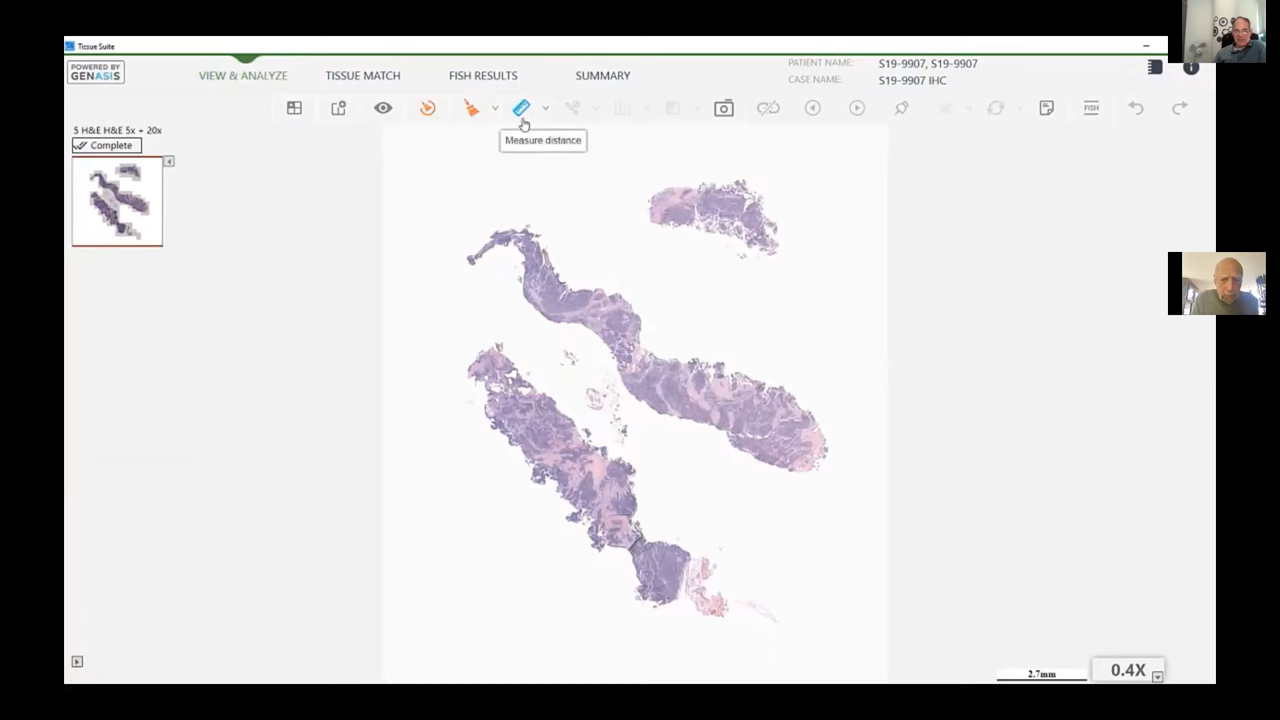 Tissue Suite
POWERED BY
GENASIS
VIEW & ANALYZE
TISSUE MATCH
FISH RESULTS
SUMMARY
PATIENT NAME: S19-9907, S19-9907
CASE NAME: S19-9907 IHC
FISH
Measure distance
5 H&E H&E 5x + 20x
Complete
2.7mm
0.4X